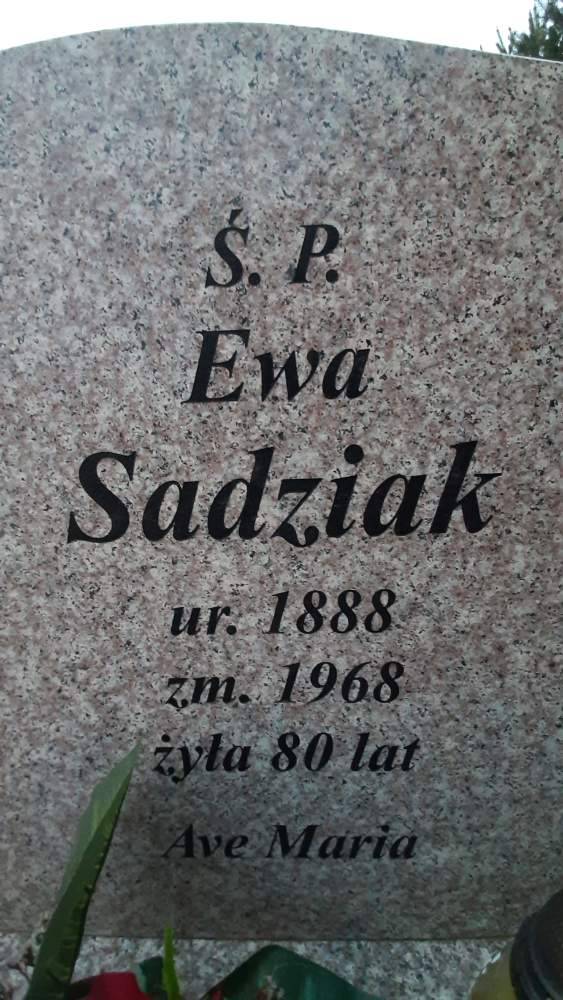 Ś. P.
Ewa
Sadziak
ur. 1888
zm. 1968
żyła 80 lat
Ave Maria